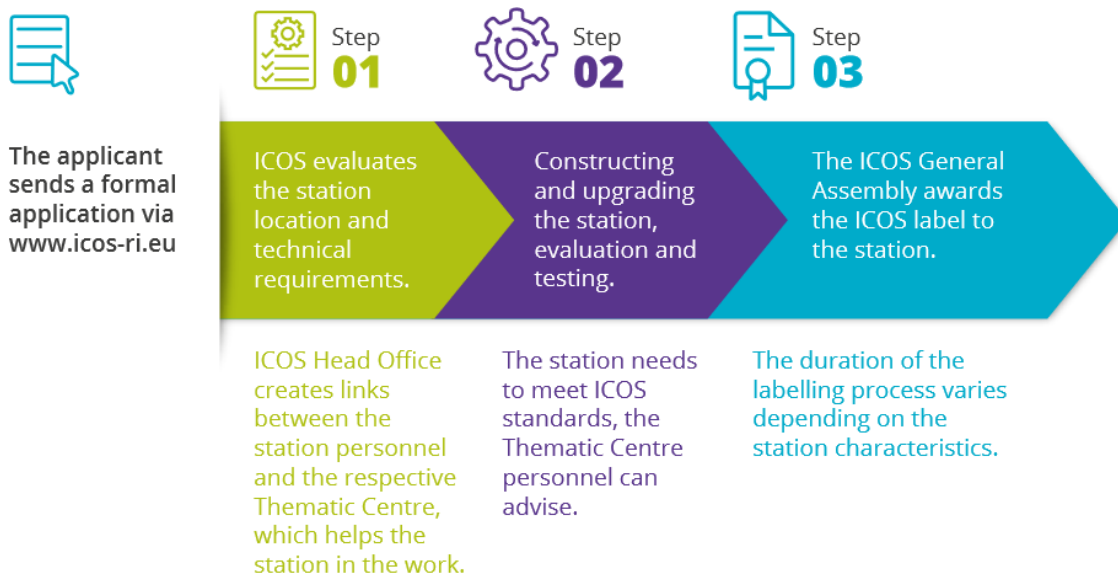 The applicant
sends a formal
application via
www.icos-ri.eu
Step
01
ICOS evaluates
the station
location and
technical
requirements.
ICOS Head Office
creates links
between the
station personnel
and the respective
Thematic Centre,
which helps the
station in the work.
Step
02
Constructing
and upgrading
the station,
evaluation and
testing.
The station needs
to meet ICOS
standards, the
Thematic Centre
personnel can
advise.
Step
03
The ICOS General
Assembly awards
the ICOS label to
the station.
The duration of the
labelling process varies
depending on the
station characteristics.